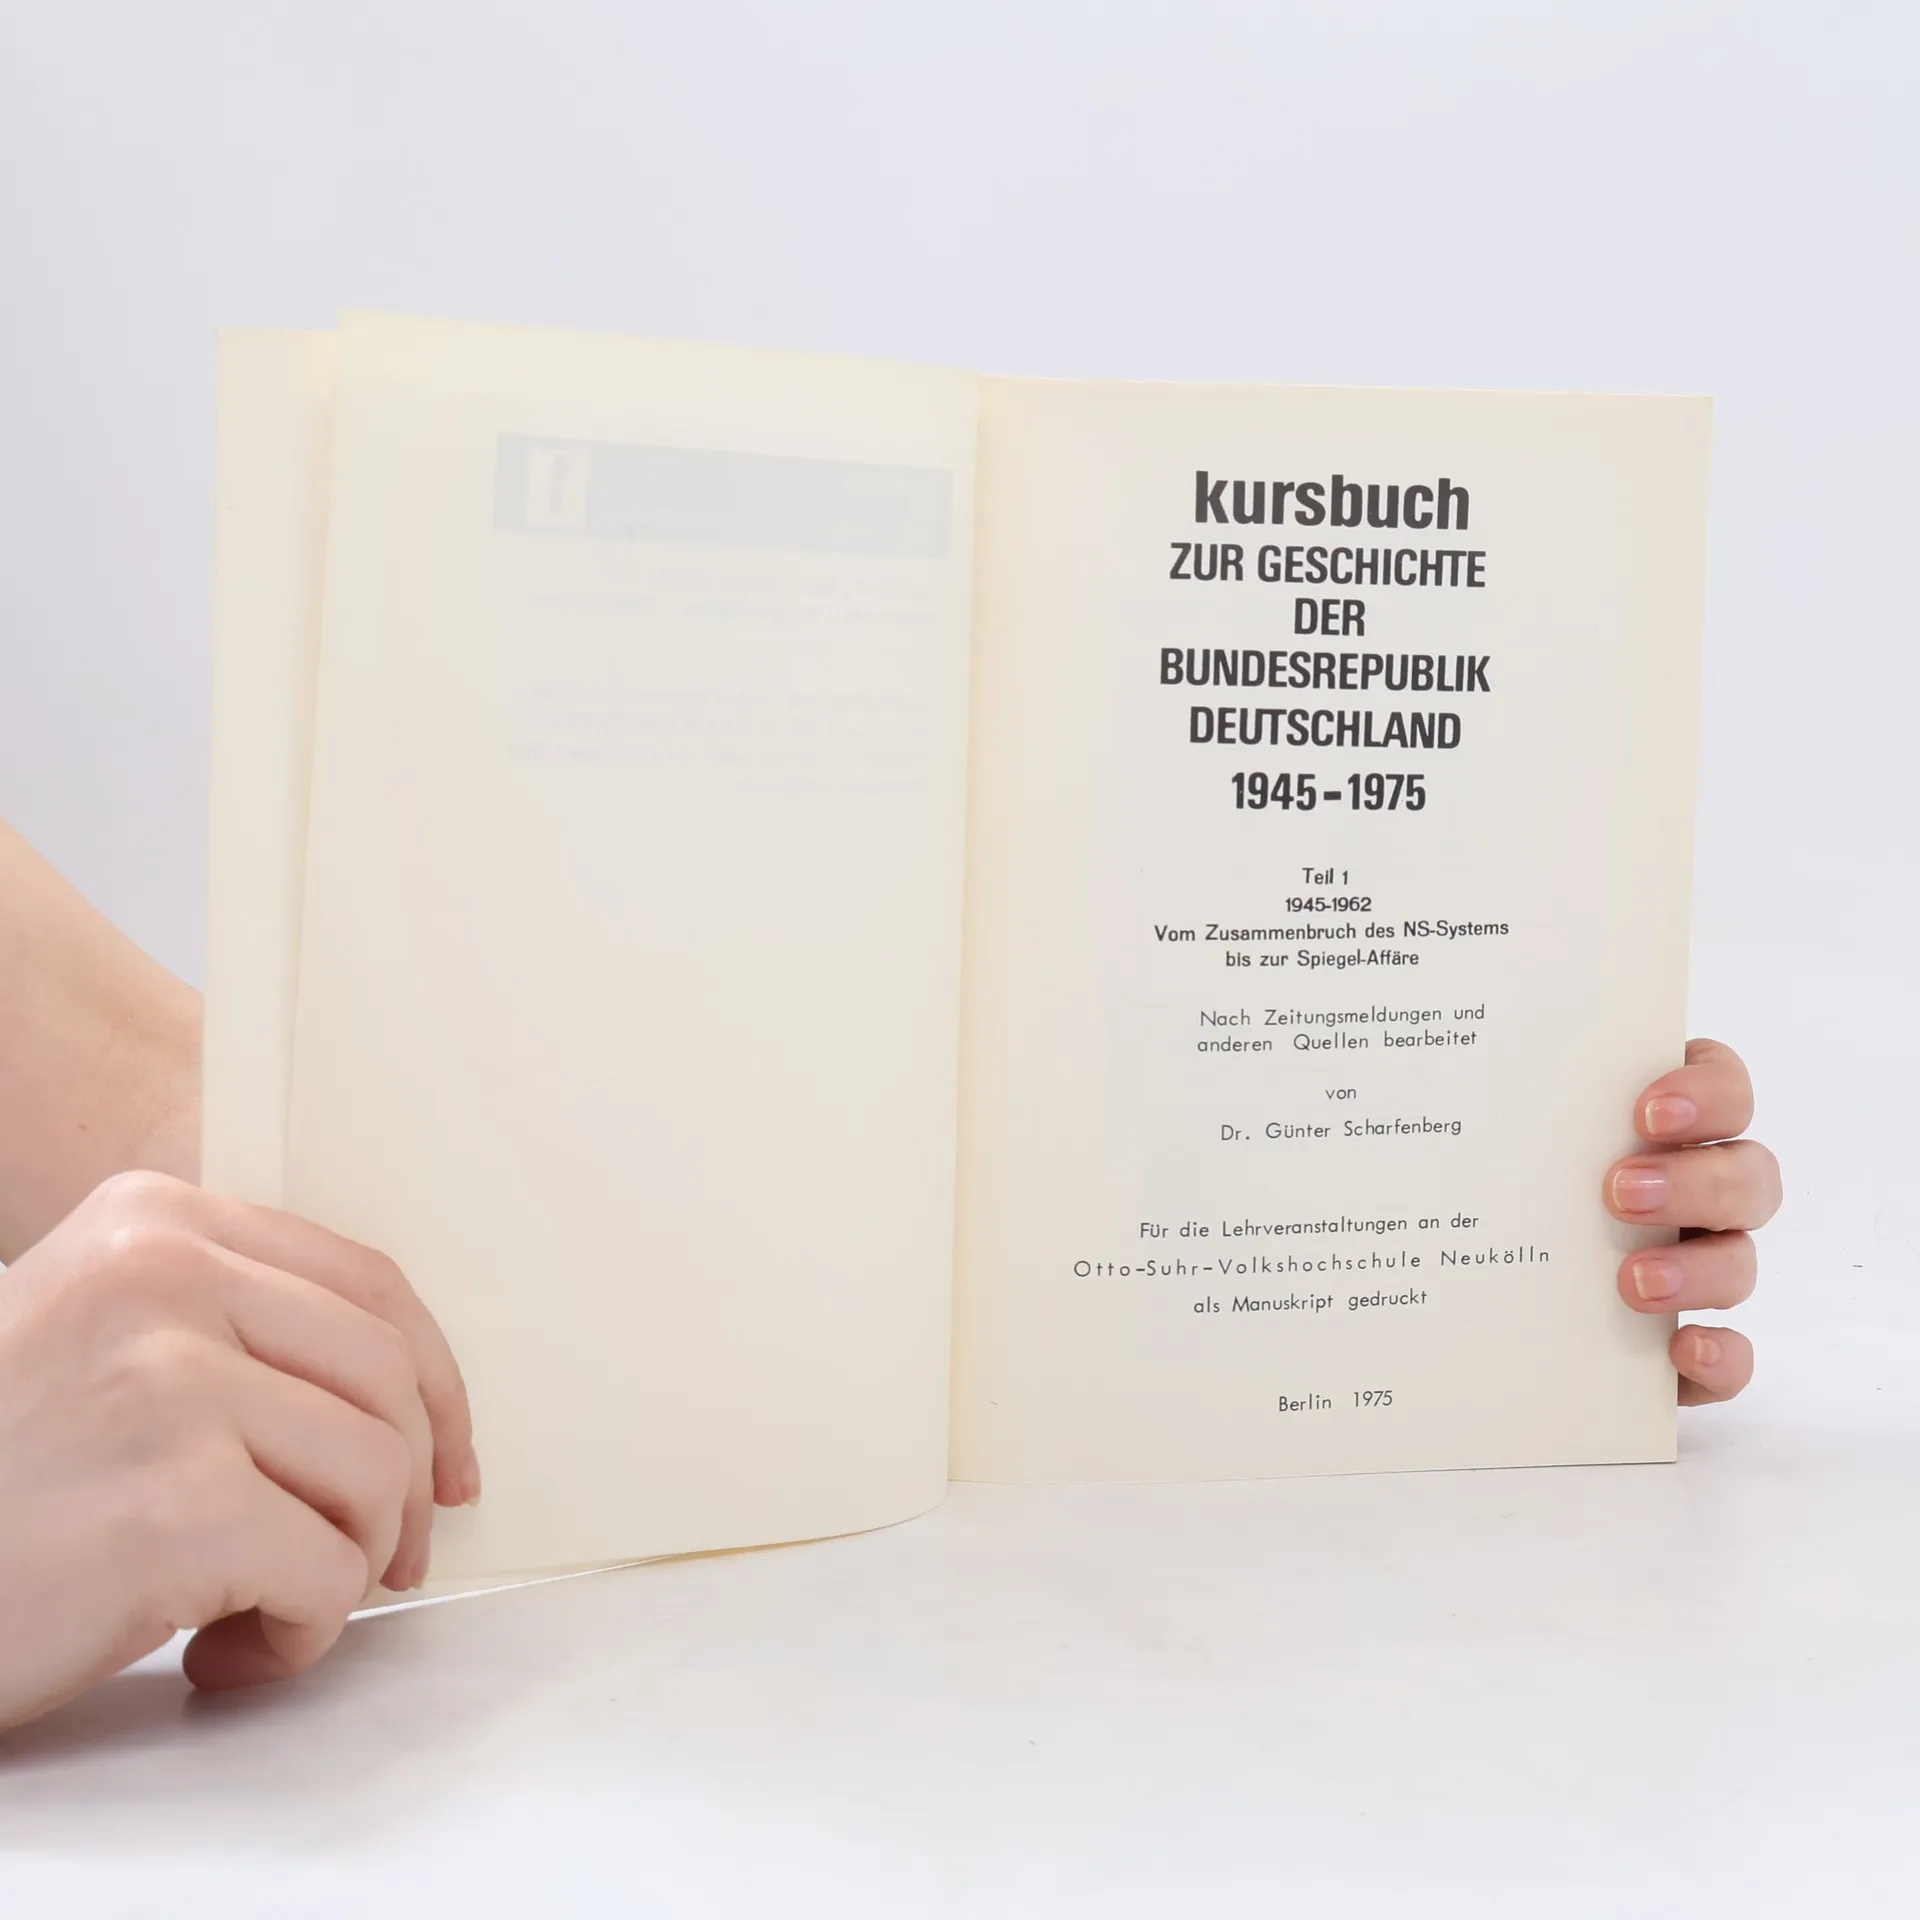 kursbuch
ZUR GESCHICHTE
DER
BUNDESREPUBLIK
DEUTSCHLAND
1945-1975
Teil 1
1945-1962
Vom Zusammenbruch des NS-Systems
bis zur Spiegel-Affäre
Nach Zeitungsmeldungen und
anderen Quellen bearbeitet
von
Dr. Günter Scharfenberg
Für die Lehrveranstaltungen an der
Otto-Suhr-Volkshochschule Neukölln
als Manuskript gedruckt
Berlin 1975